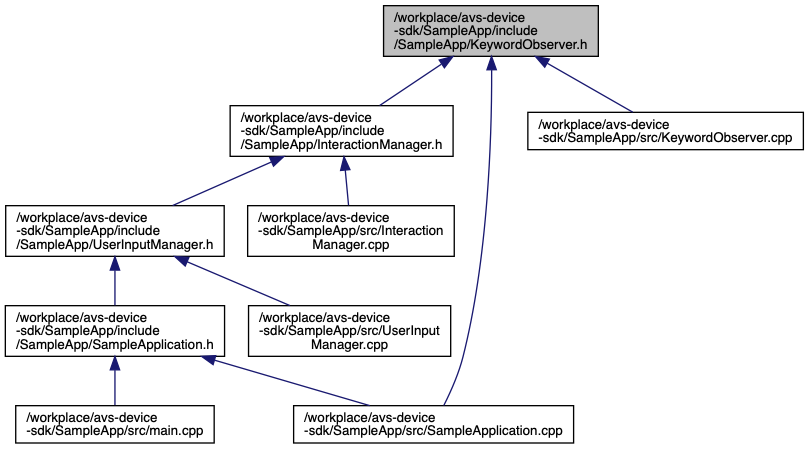 /workplace/avs-device
-sdk/SampleApp/include
/SampleApp/KeywordObserver.h
/workplace/avs-device
-sdk/SampleApp/include
/SampleApp/InteractionManager.h
/workplace/avs-device
-sdk/SampleApp/src/KeywordObserver.cpp
/workplace/avs-device
-sdk/SampleApp/include
/SampleApp/UserInputManager.h
/workplace/avs-device
-sdk/SampleApp/src/Interaction
Manager.cpp
/workplace/avs-device
-sdk/SampleApp/include
/SampleApp/SampleApplication.h
/workplace/avs-device
-sdk/SampleApp/src/UserInput
Manager.cpp
/workplace/avs-device
-sdk/SampleApp/src/main.cpp
/workplace/avs-device
-sdk/SampleApp/src/SampleApplication.cpp